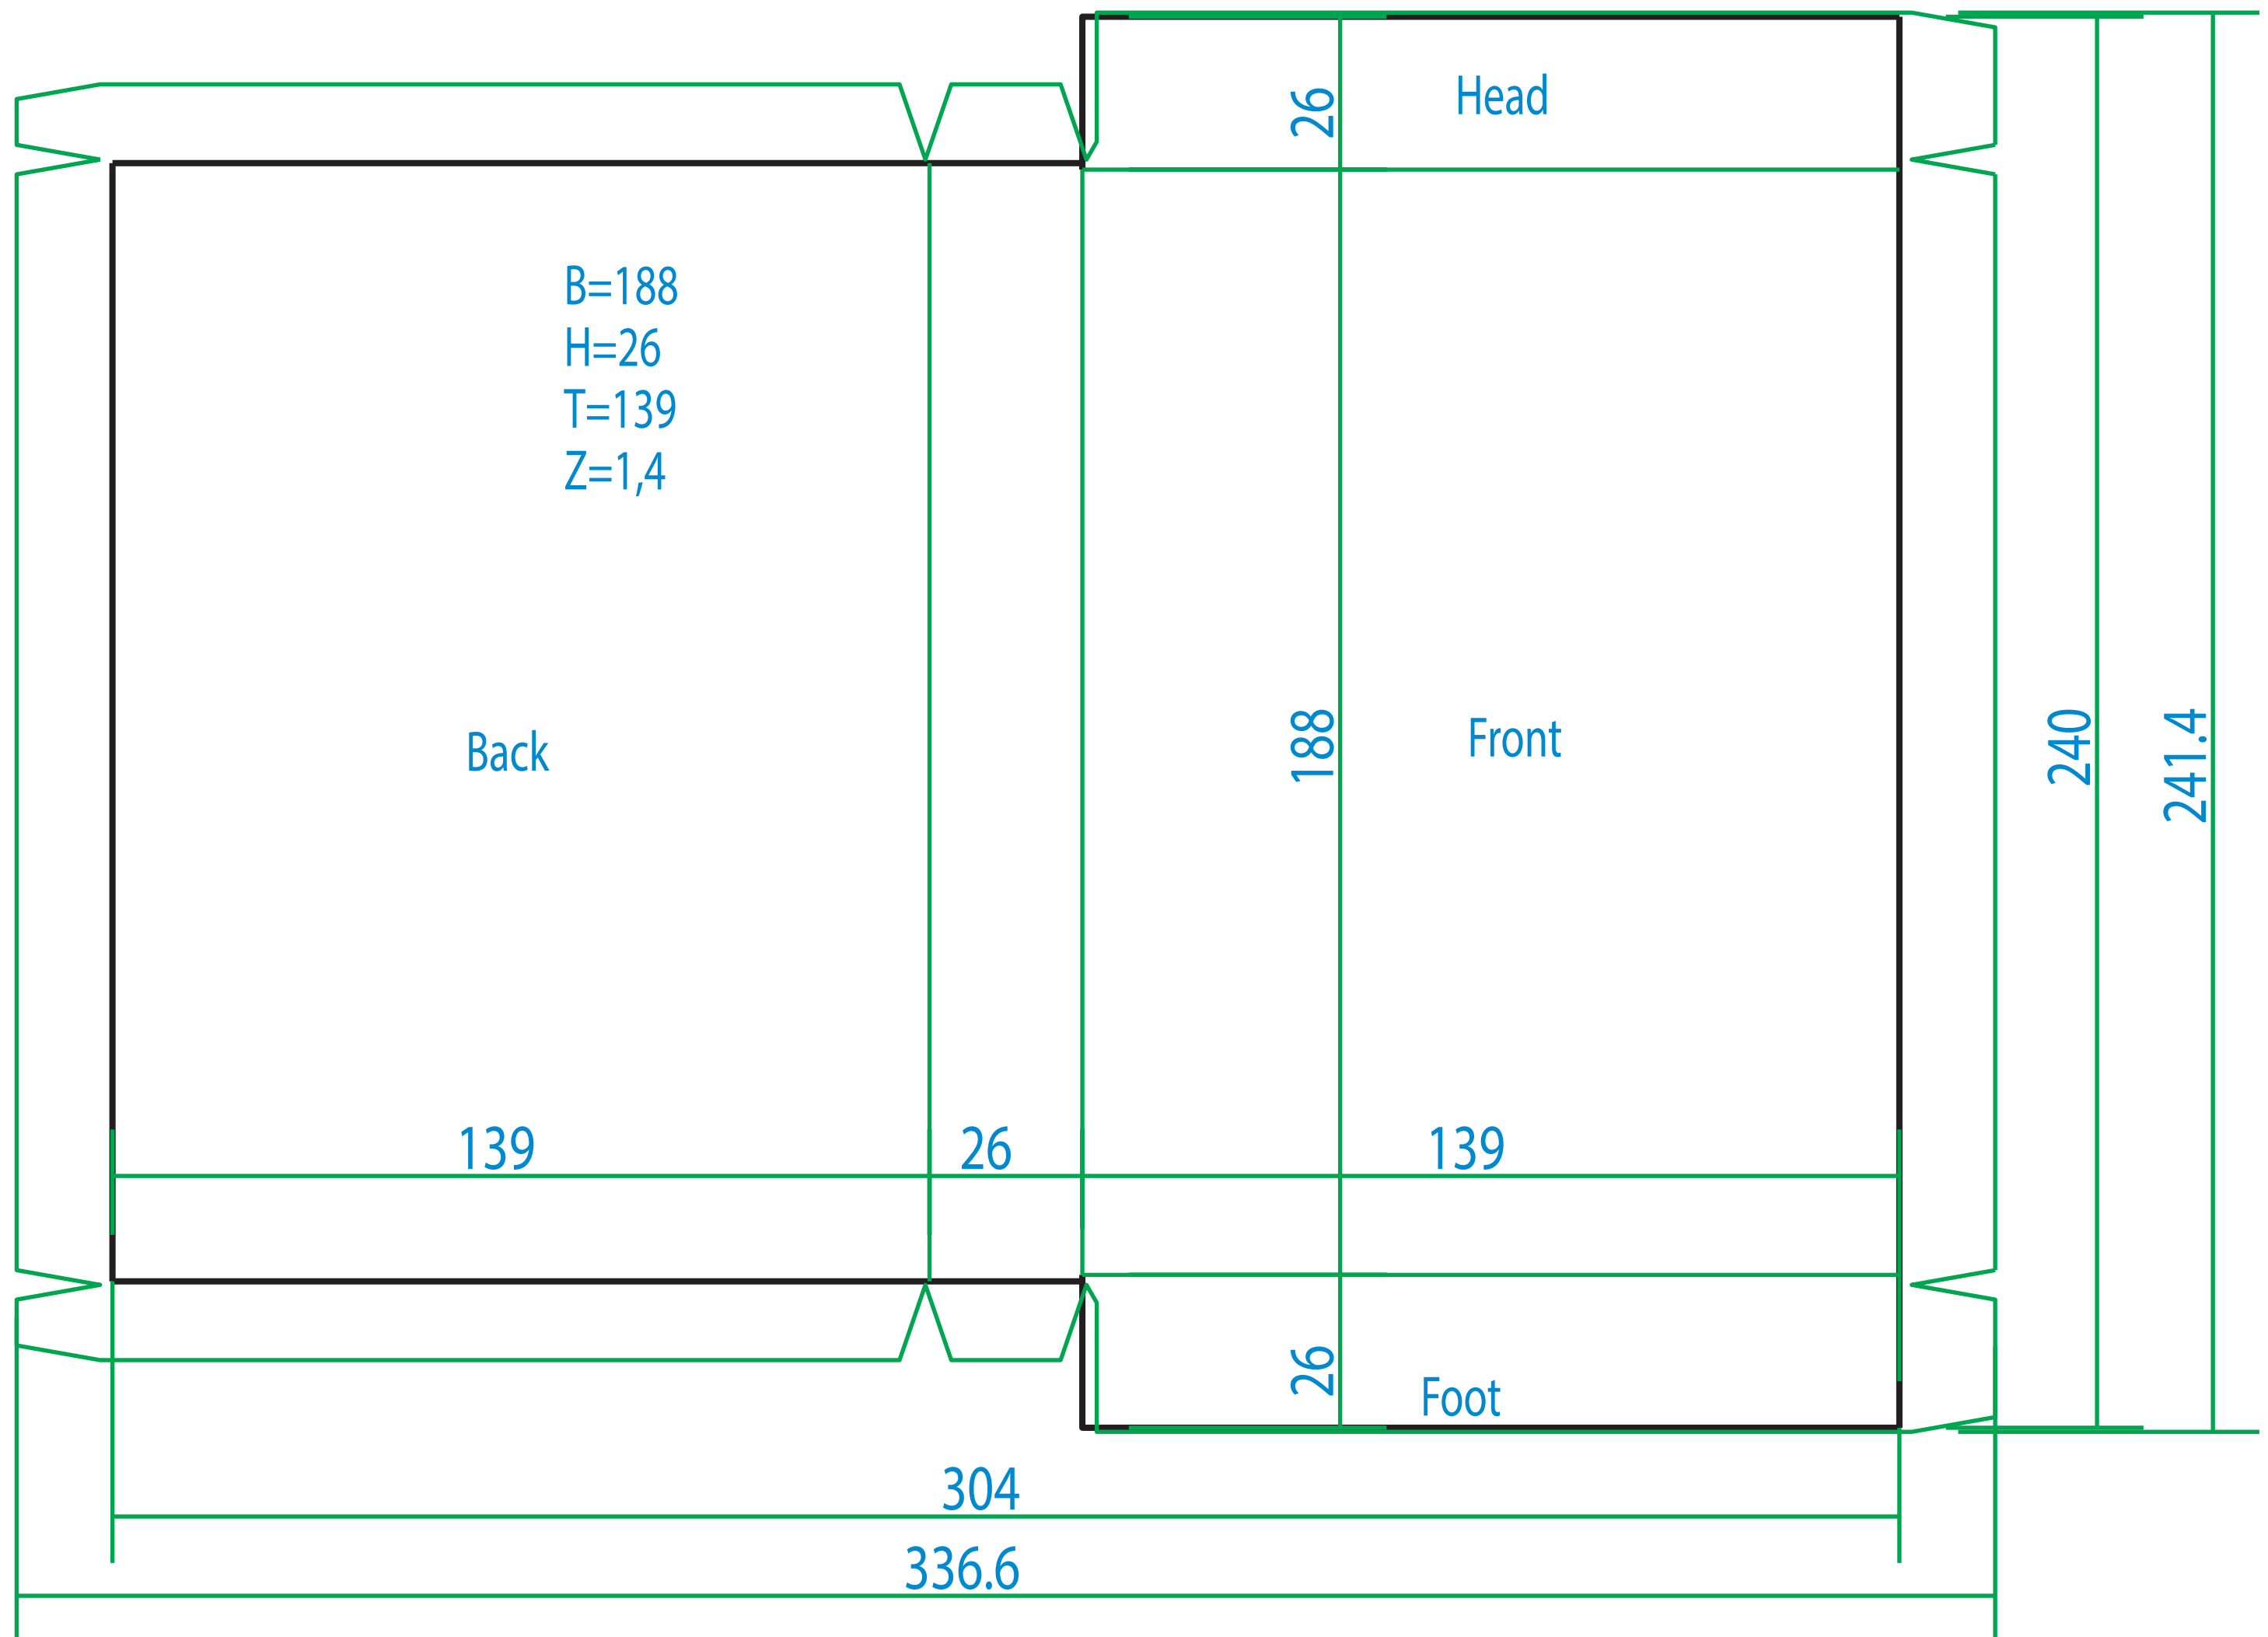 Head
26
B=188
H=26
T=139
Z=1,4
Back
188
Front
240
241.4
139
26
139
26
Foot
304
336.6